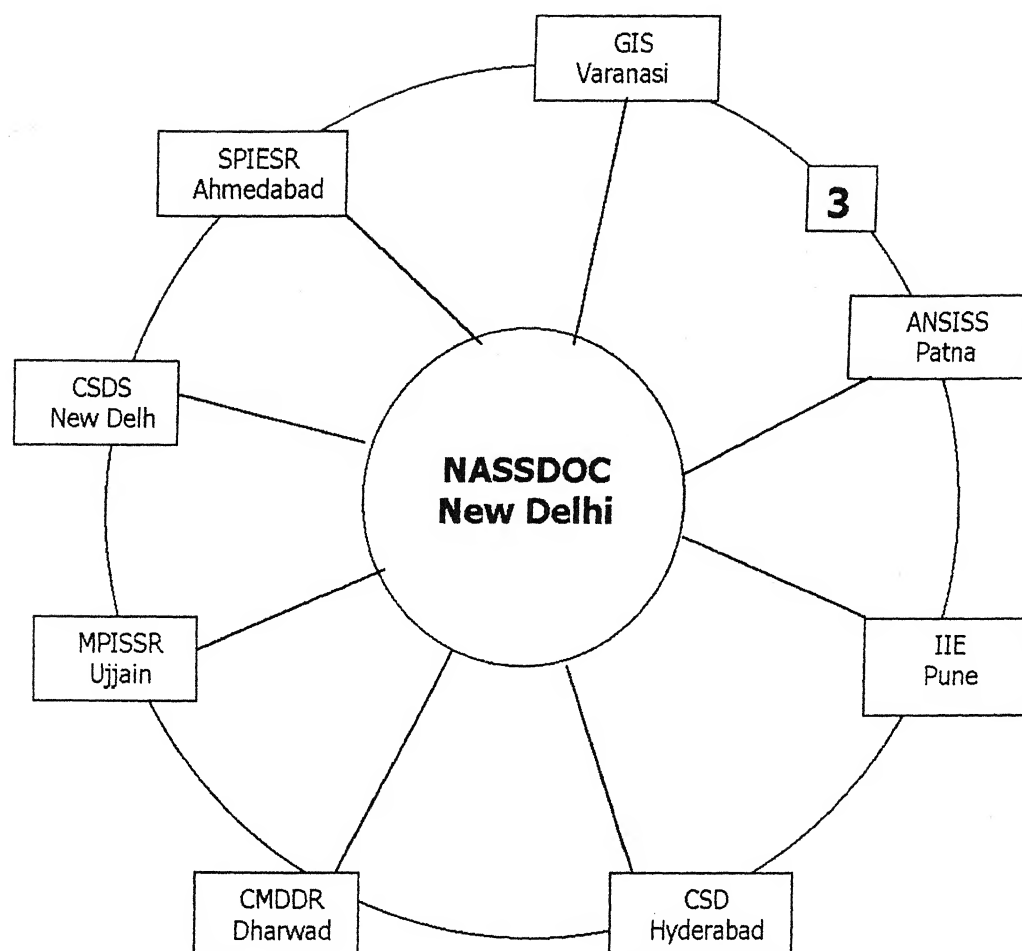 GIS
Varanasi
SPIESR
Ahmedabad
3
ANSISS
Patna
CSDS
New Delh
NASSDOC
New Delhi
MPISSR
Ujjain
IIE
Pune
CMDDR
Dharwad
CSD
Hyderabad